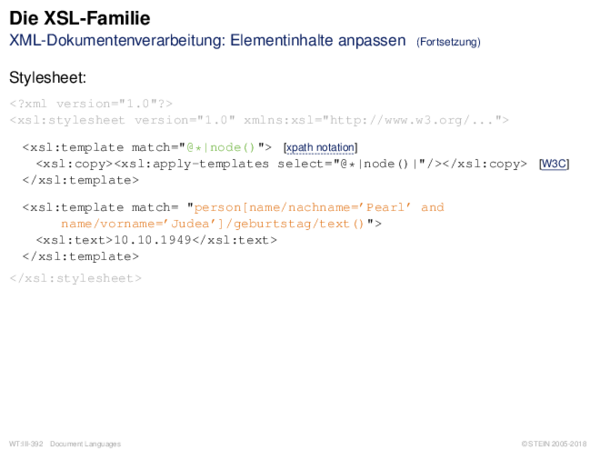 Die XSL-Familie
XML-Dokumentenverarbeitung: Elementinhalte anpassen (Fortsetzung)
Stylesheet:
<?xml version="1.0"?>
<xsl:stylesheet version="1.0" xmlns:xsl="http://www.w3.org/...">
<xsl:template match="@*|node()"> [xpath notation]
<xsl:copy><xsl:apply-templates select="@*|node()|"/></xsl:copy> [W3C]
</xsl:template>
<xsl:template match= "person[name/nachname=’Pearl’ and
name/vorname=’Judea’]/geburtstag/text()">
<xsl:text>10.10.1949</xsl:text>
</xsl:template>
</xsl:stylesheet>
WT:III-392 Document Languages © STEIN 2005-2018